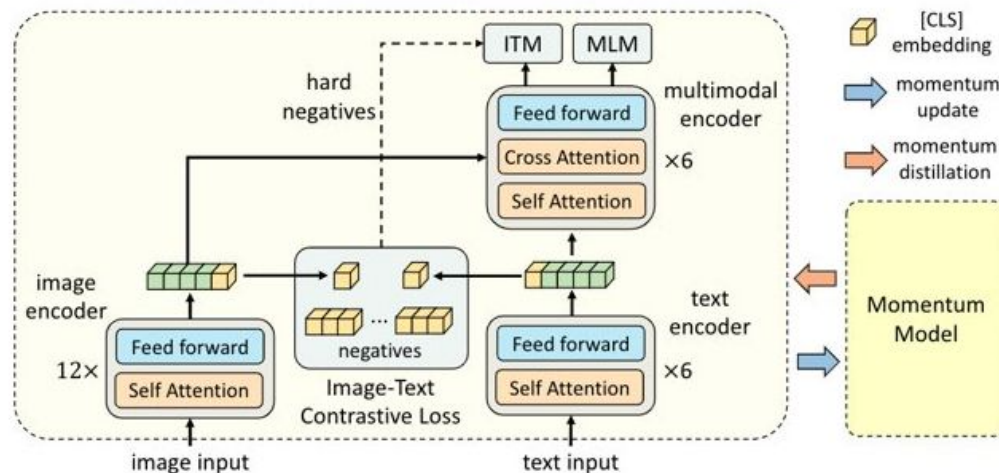 ITM
MLM
hard
negatives
Feed forward
Cross Attention
Self Attention
multimodal
encoder
×6
[CLS]
embedding
momentum
update
momentum
distillation
image
encoder
12×
Feed forward
Self Attention
...
negatives
Image-Text
Contrastive Loss
Feed forward
Self Attention
text
encoder
×6
Momentum
Model
image input
text input